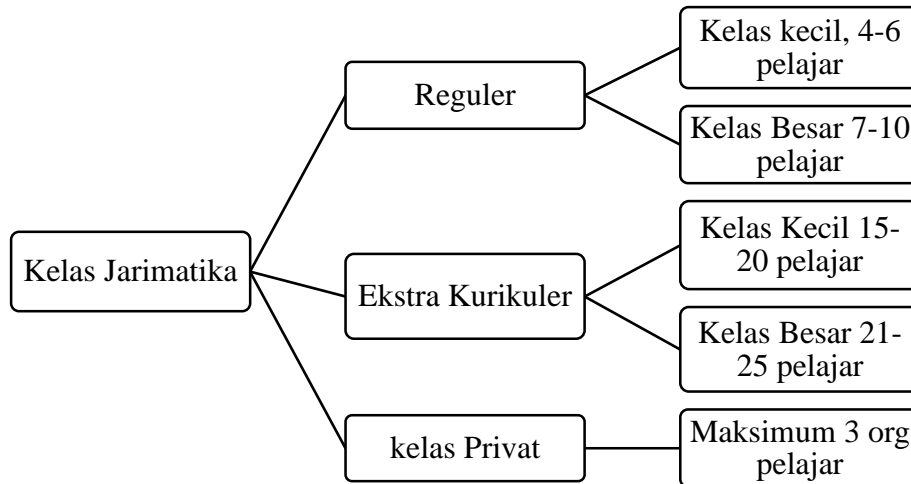 Kelas Jarimatika
Reguler
Kelas kecil, 4-6
pelajar
Kelas Besar 7-10
pelajar
Ekstra Kurikuler
Kelas Kecil 15-
20 pelajar
Kelas Besar 21-
25 pelajar
kelas Privat
Maksimum 3 org
pelajar